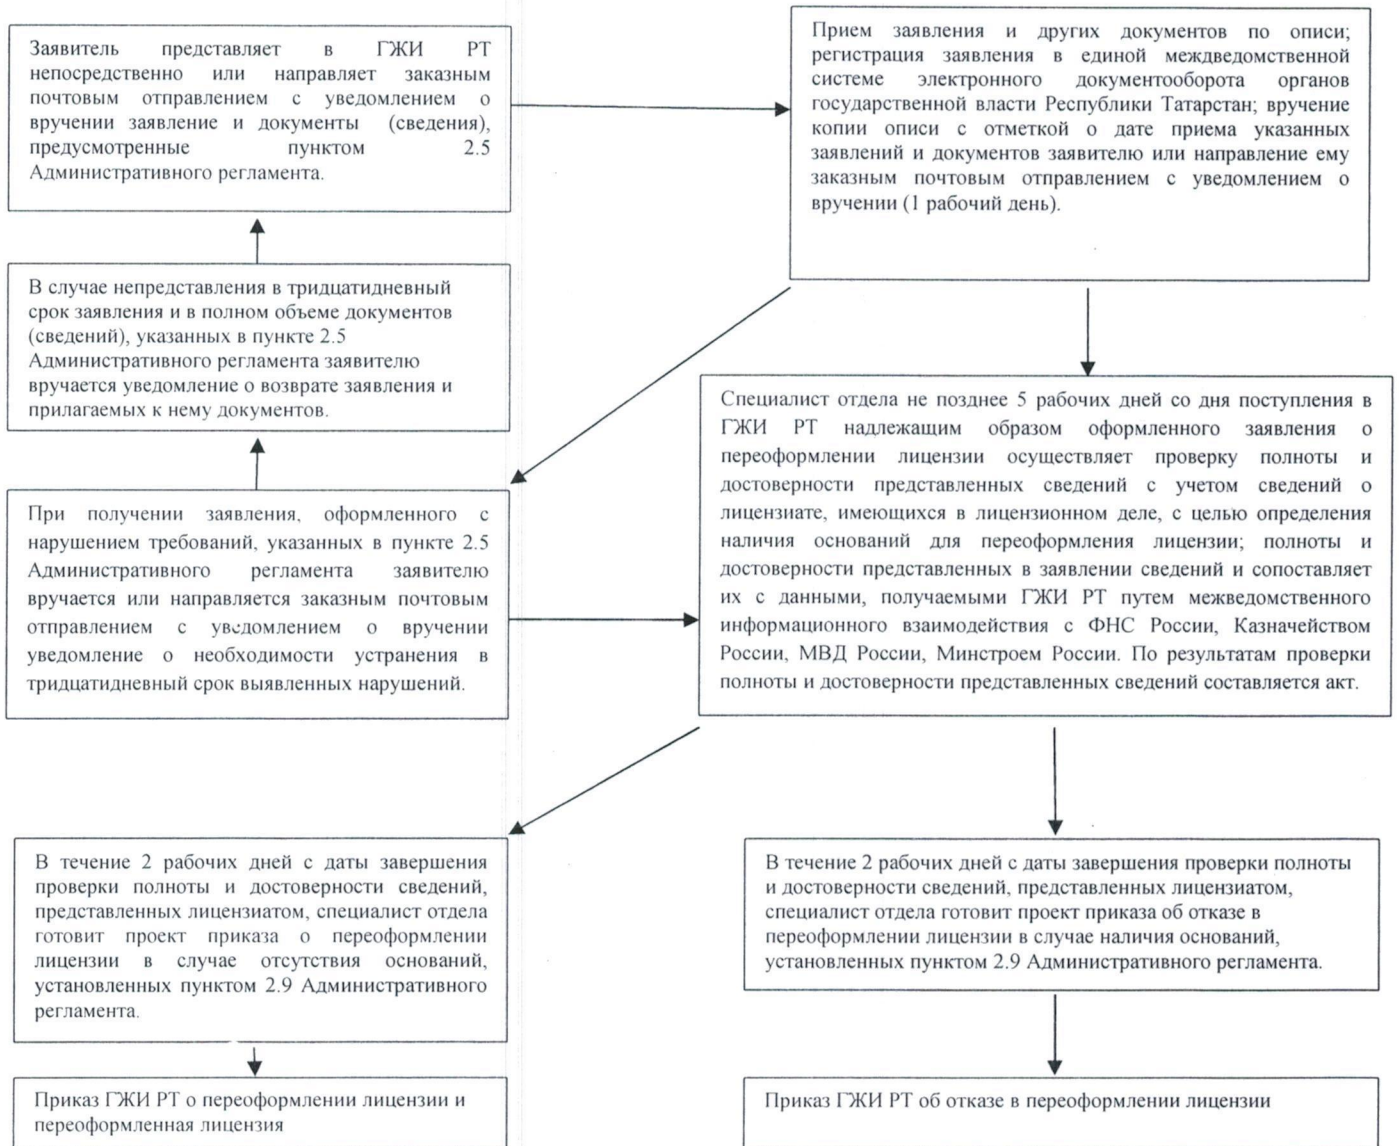 Заявитель представляет в ГЖИ РТ
непосредственно или направляет заказным
почтовым отправлением с уведомлением о
вручении заявление и документы (сведения),
предусмотренные пунктом 2.5
Административного регламента.
Прием заявления и других документов по описи;
регистрация заявления в единой междведомственной
системе электронного документооборота органов
государственной власти Республики Татарстан; вручение
копии описи с отметкой о дате приема указанных
заявлений и документов заявителю или направление ему
заказным почтовым отправлением с уведомлением о
вручении (1 рабочий день).
В случае непредставления в тридцатидневный
срок заявления и в полном объеме документов
(сведений), указанных в пункте 2.5
Административного регламента заявителю
вручается уведомление о возврате заявления и
прилагаемых к нему документов.
При получении заявления, оформленного с
нарушением требований, указанных в пункте 2.5
Административного регламента заявителю
вручается или направляется заказным почтовым
отправлением с уведомлением о вручении
уведомление о необходимости устранения в
тридцатидневный срок выявленных нарушений.
Специалист отдела не позднее 5 рабочих дней со дня поступления в
ГЖИ РТ надлежащим образом оформленного заявления о
переоформлении лицензии осуществляет проверку полноты и
достоверности представленных сведений с учетом сведений о
лицензиате, имеющихся в лицензионном деле, с целью определения
наличия оснований для переоформления лицензии; полноты и
достоверности представленных в заявлении сведений и сопоставляет
их с данными, получаемыми ГЖИ РТ путем межведомственного
информационного взаимодействия с ФНС России, Казначейством
России, МВД России, Минстроем России. По результатам проверки
полноты и достоверности представленных сведений составляется акт.
В течение 2 рабочих дней с даты завершения
проверки полноты и достоверности сведений,
представленных лицензиатом, специалист отдела
готовит проект приказа о переоформлении
лицензии в случае отсутствия оснований,
установленных пунктом 2.9 Административного
регламента.
В течение 2 рабочих дней с даты завершения проверки полноты
и достоверности сведений, представленных лицензиатом,
специалист отдела готовит проект приказа об отказе в
переоформлении лицензии в случае наличия оснований,
установленных пунктом 2.9 Административного регламента.
Приказ ГЖИ РТ о переоформлении лицензии и
переоформленная лицензия
Приказ ГЖИ РТ об отказе в переоформлении лицензии